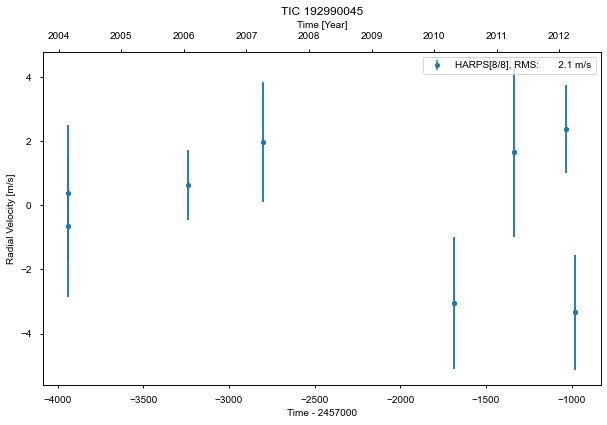 TIC 192990045
Time [Year]
2004 2005 2006 2007 2008 2009 2010 2011 2012
HARPS[8/8], RMS: 2.1 m/s
4
2
0
−2
−4
Radial Velocity [m/s]
−4000 −3500 −3000 −2500 −2000 −1500 −1000
Time - 2457000